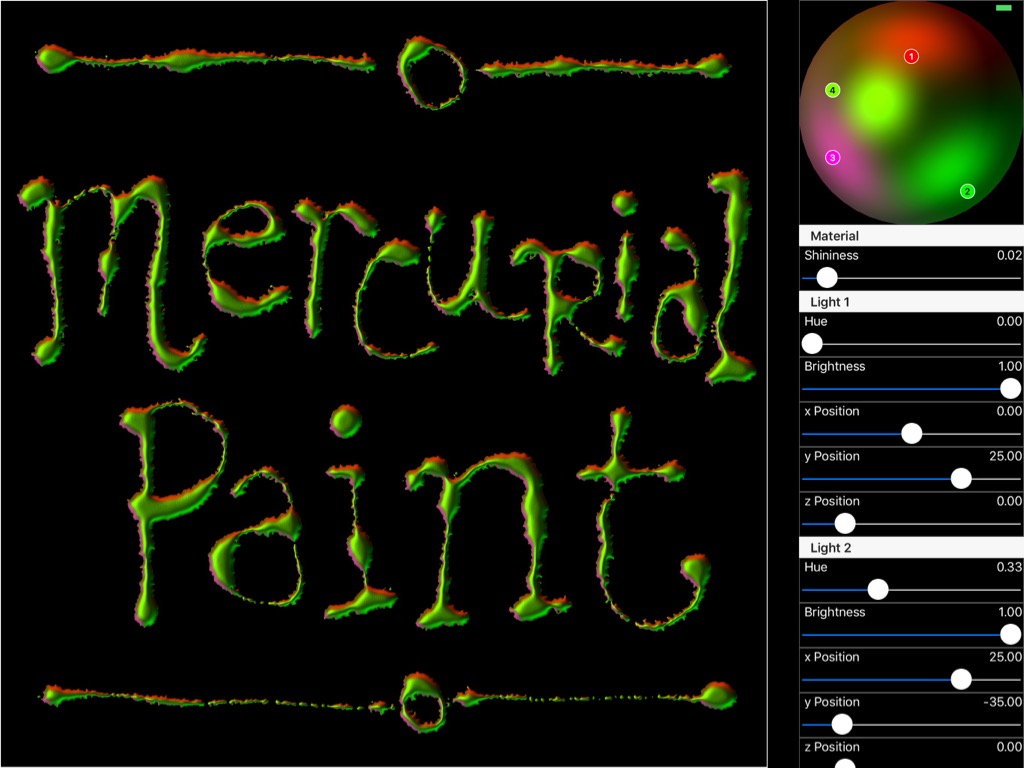 Mercurial
Paint
1
4
3
2
Material
Shininess 0.02
Light 1
Hue 0.00
Brightness 1.00
x Position 0.00
y Position 25.00
z Position 0.00
Light 2
Hue 0.33
Brightness 1.00
x Position 25.00
y Position -35.00
z Position 0.00